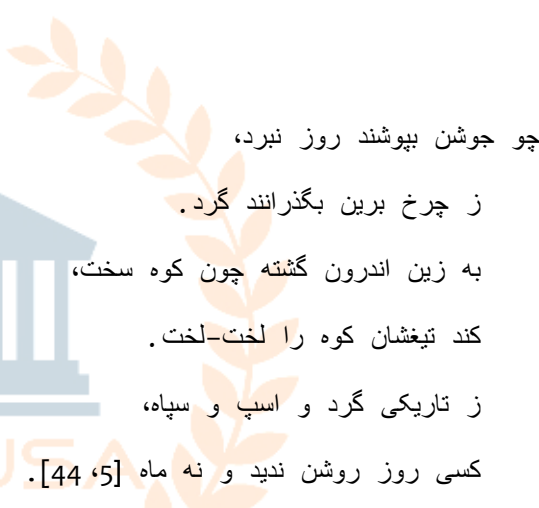 چو جوشن بپوشند روز نبرد،
ز چرخ برین بگذرانند گرد.
به زین اندرون گشته چون کوه سخت،
کند تیغشان کوه را لخت-لخت.
ز تاریکی گرد و اسپ و سپاه،
کسی روز روشن ندید و نه ماه [5، 44].
USA